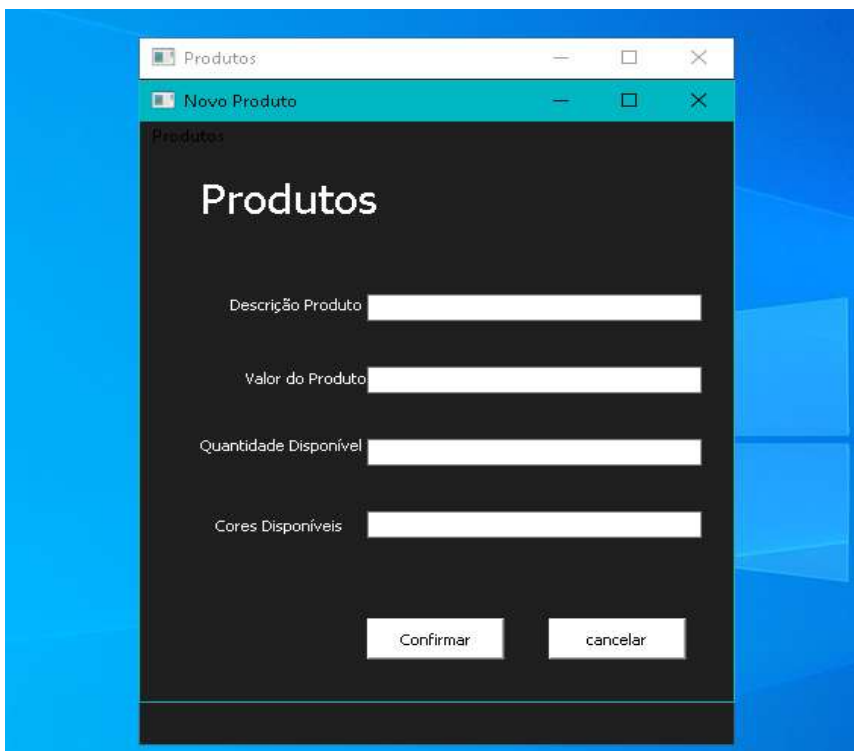 Produtos
Novo Produto
Produtos
Produtos
Descrição Produto
Valor do Produto
Quantidade Disponível
Cores Disponíveis
Confirmar cancelar